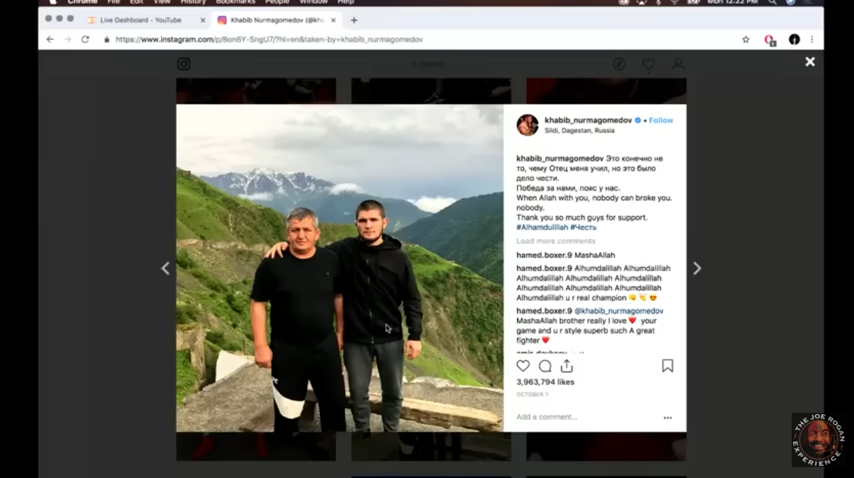 Chrome File Edit View History Bookmarks People Window Help
Mon 12:22 PM
Live Dashboard - YouTube
Khabib Nurmagomedov (@kh
https://www.instagram.com/p/Bon6Y-SngU7/?hl=en&taken-by=khabib_nurmagomedov
khabib_nurmagomedov • Follow
Sildi, Dagestan, Russia
khabib_nurmagomedov Это конечно не
то, чему Отец меня учил, но это было
дело чести.
Победа за нами, пояс у нас.
When Allah with you, nobody can broke you.
nobody.
Thank you so much guys for support.
#Alhamdulillah #Честь
Load more comments
hamed.boxer.9 MashaAllah
hamed.boxer.9 Alhumdalillah Alhumdalillah
Alhumdalillah Alhumdalillah Alhumdalillah
Alhumdalillah Alhumdalillah Alhumdalillah
Alhumdalillah u r real champion
hamed.boxer.9 @khabib_nurmagomedov
MashaAllah brother really I love ❤️ your
game and u r style superb such A great
fighter ❤️
3,963,794 likes
OCTOBER 7
Add a comment...
THE JOE ROGAN
EXPERIENCE